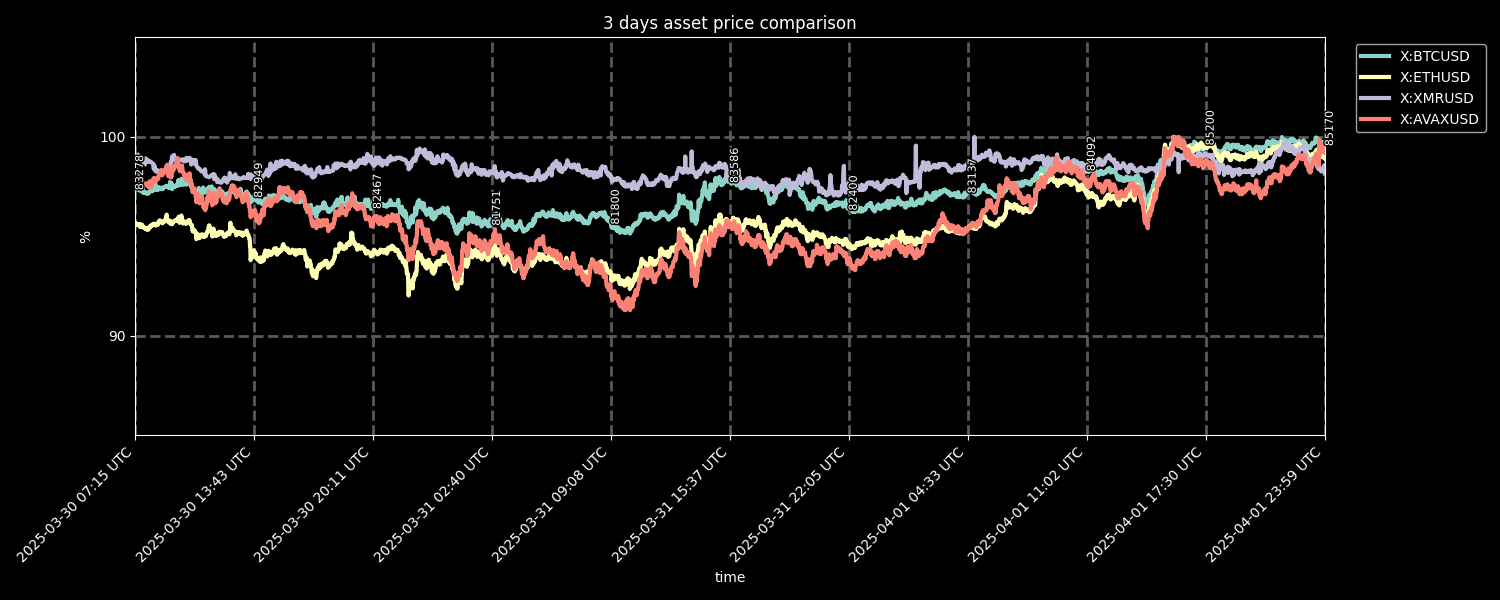 3 days asset price comparison
X:BTCUSD
X:ETHUSD
X:XMRUSD
X:AVAXUSD
100
90
%
83278
82949
82467
81751
81800
83586
82400
83137
84092
85200
85170
2025-03-30 07:15 UTC
2025-03-30 13:43 UTC
2025-03-30 20:11 UTC
2025-03-31 02:40 UTC
2025-03-31 09:08 UTC
2025-03-31 15:37 UTC
2025-03-31 22:05 UTC
2025-04-01 04:33 UTC
2025-04-01 11:02 UTC
2025-04-01 17:30 UTC
2025-04-01 23:59 UTC
time